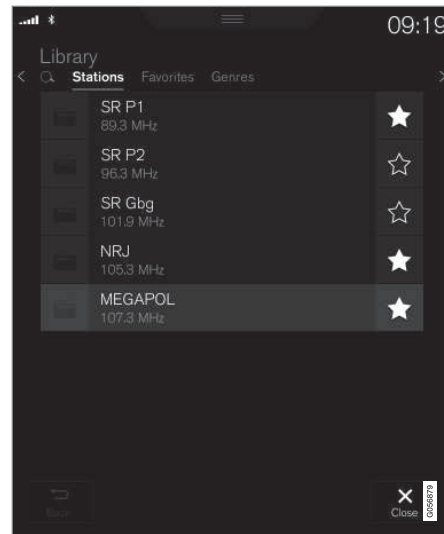 09:19
Library
Stations Favorites Genres
SR P1
89.3 MHz
SR P2
96.3 MHz
SR Gbg
101.9 MHz
NRJ
105.3 MHz
MEGAPOL
107.3 MHz
Back
Close
G056879